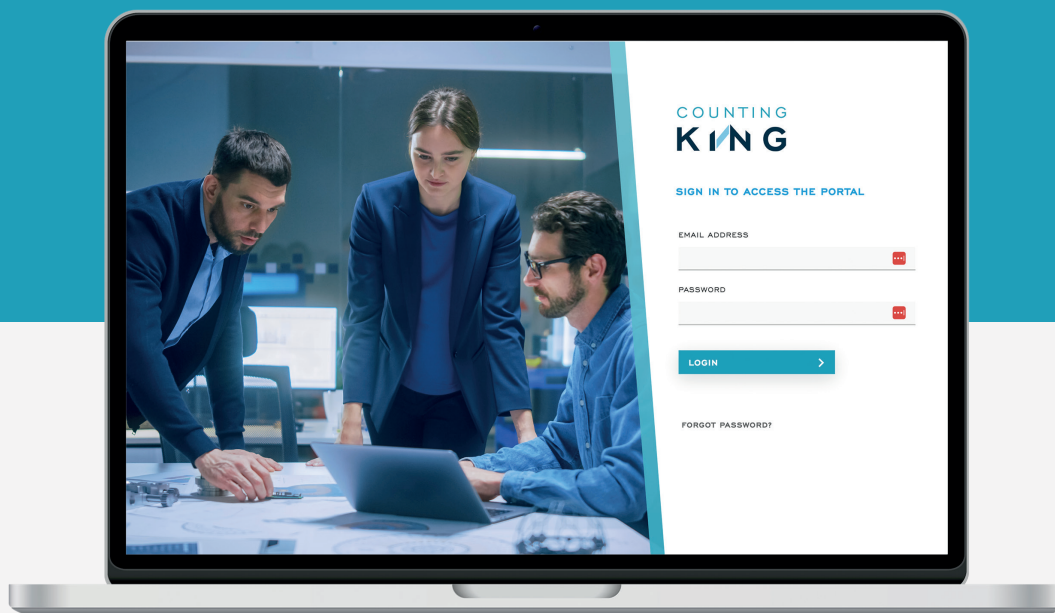 COUNTING
KING
SIGN IN TO ACCESS THE PORTAL
EMAIL ADDRESS
PASSWORD
LOGIN
FORGOT PASSWORD?